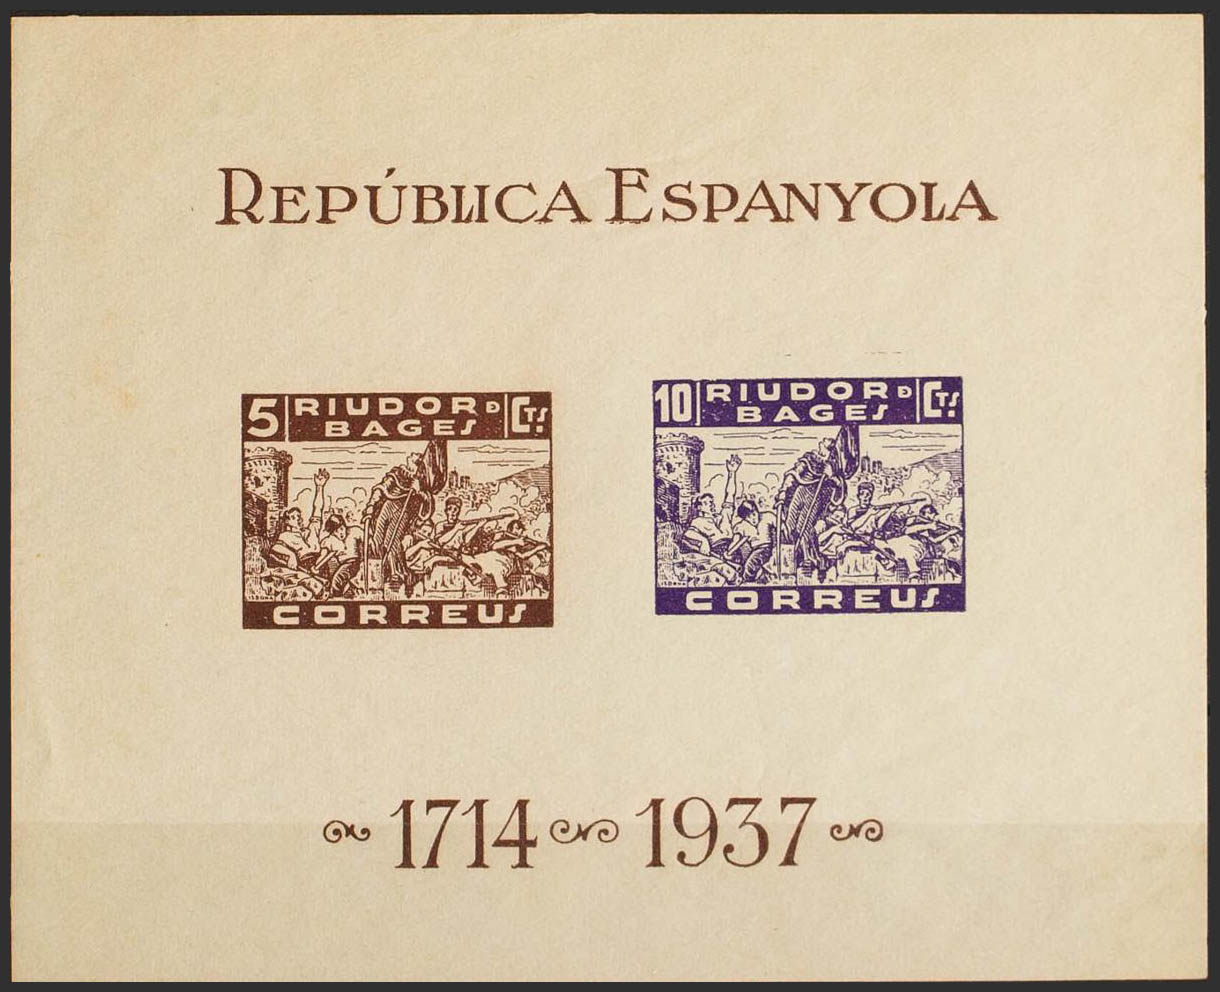 REPÚBLICA ESPANYOLA
5 RIUDOR D BAGES CTS.
CORREUS
10 RIUDOR D BAGES CTS.
CORREUS
1714 1937